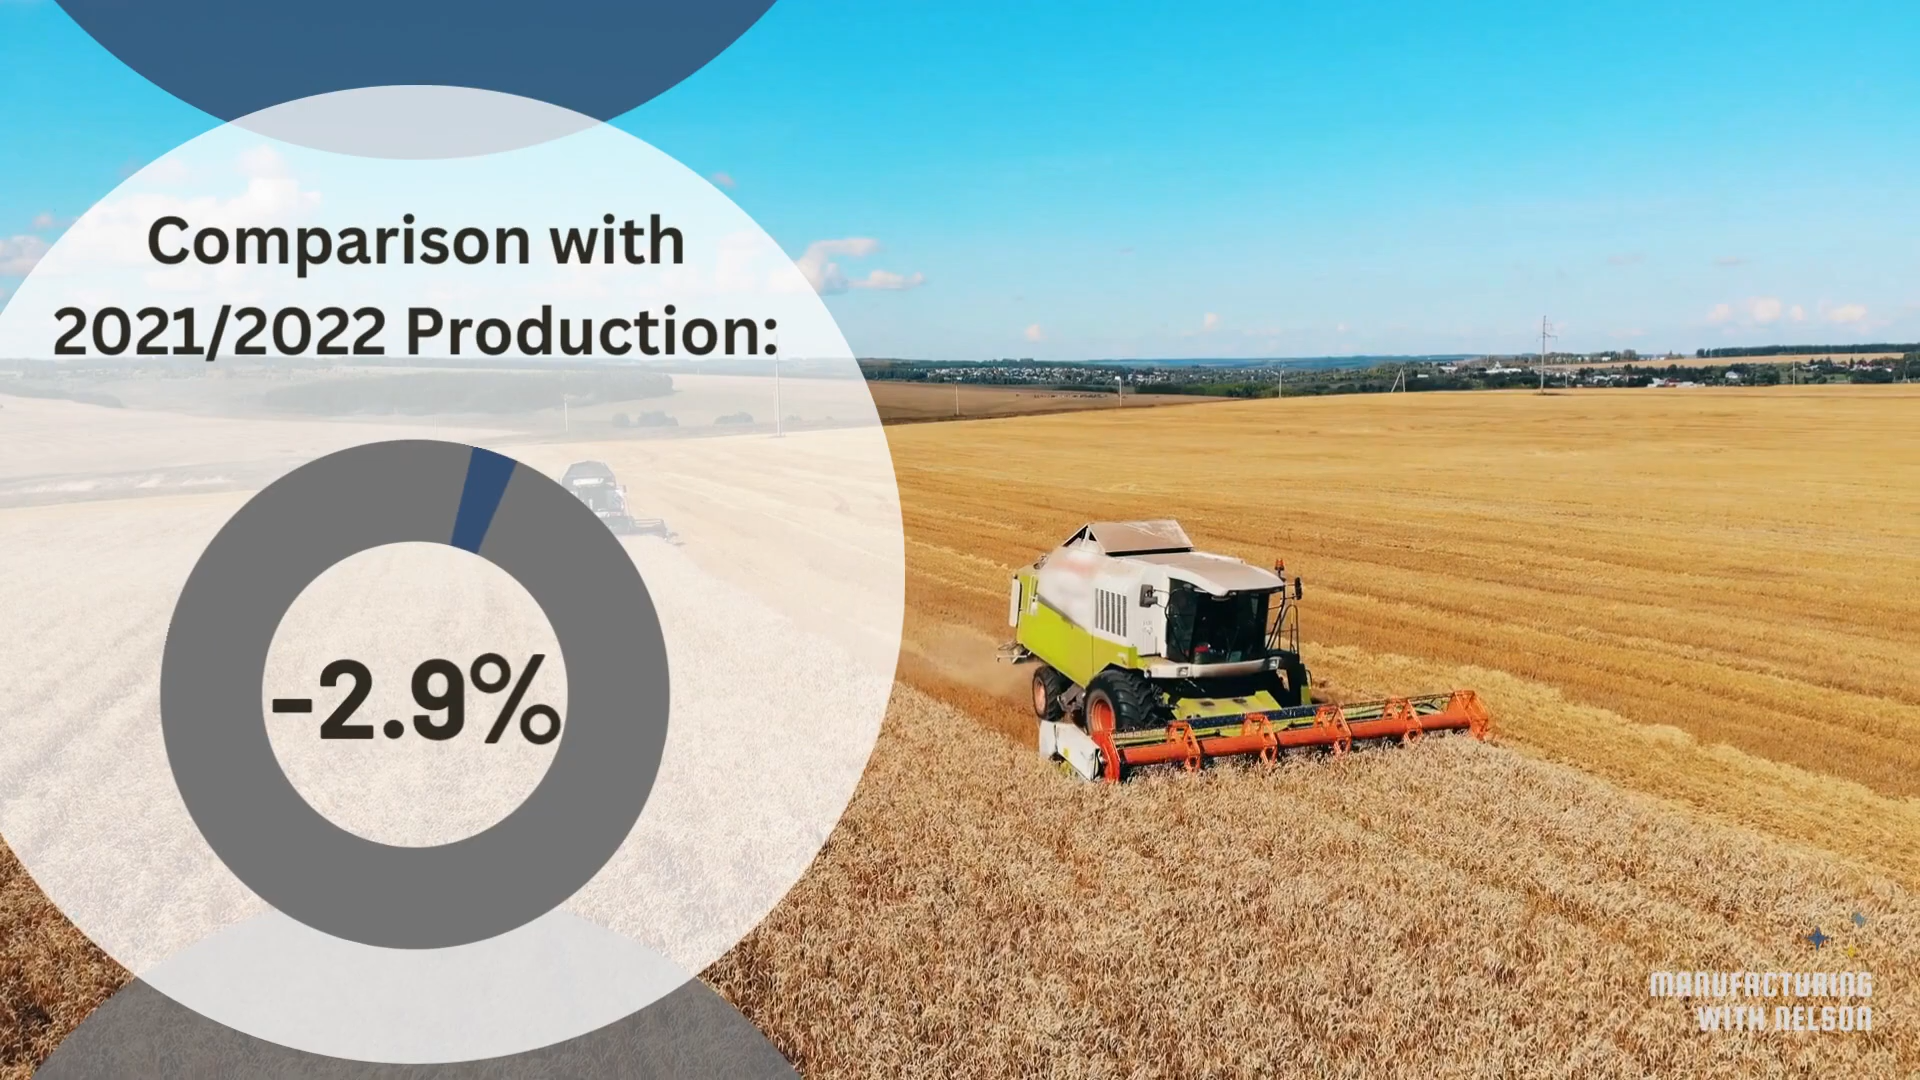 Comparison with
2021/2022 Production:
-2.9%
MANUFACTURING
WITH NELSON